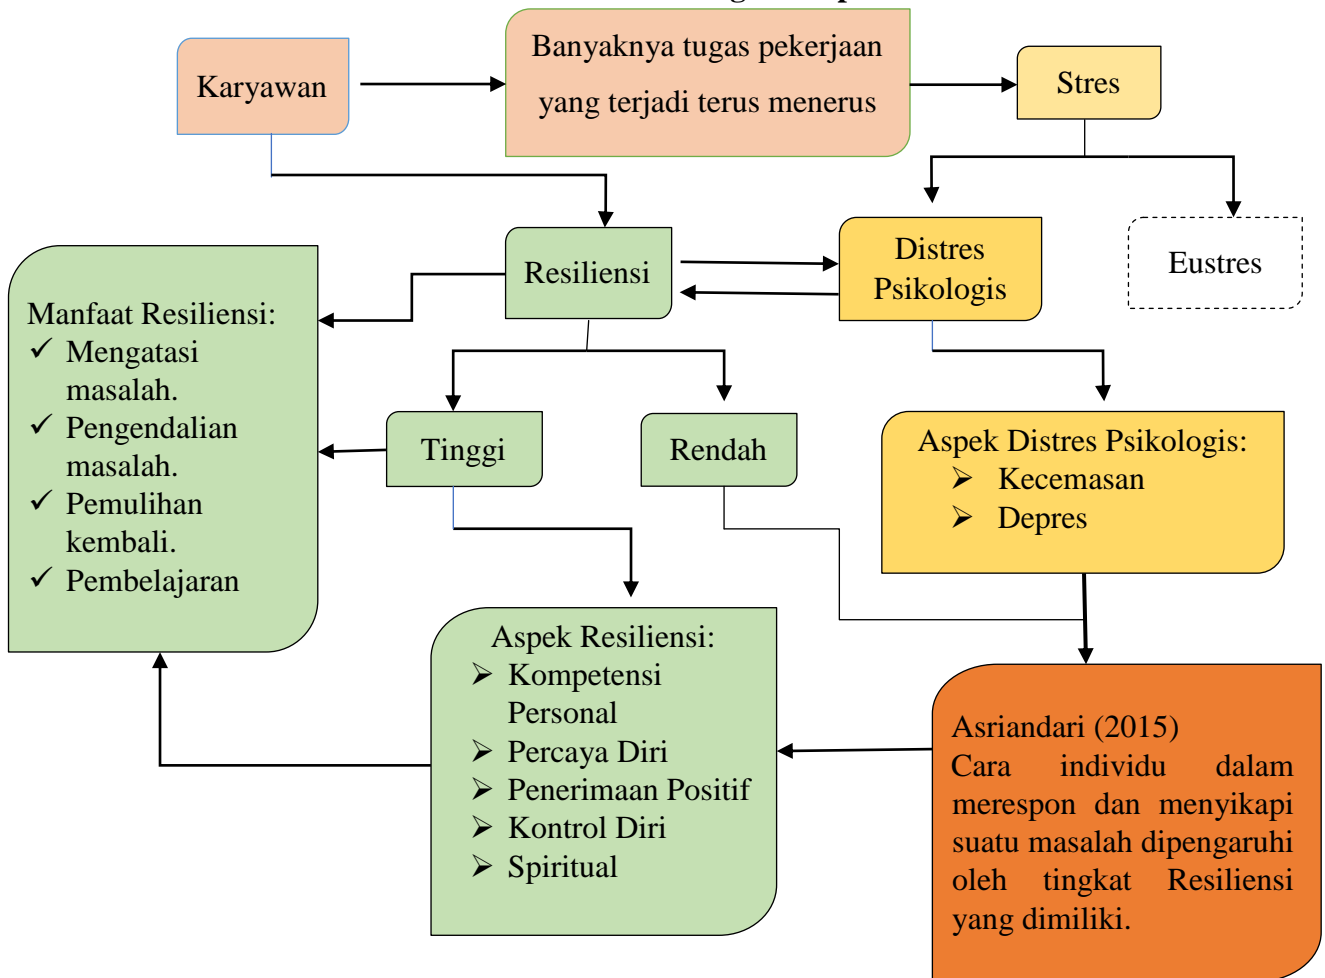 Karyawan
Banyaknya tugas pekerjaan
yang terjadi terus menerus
Stres
Resiliensi
Distres
Psikologis
Eustres
Manfaat Resiliensi:
✓ Mengatasi
masalah.
✓ Pengendalian
masalah.
✓ Pemulihan
kembali.
✓ Pembelajaran
Tinggi
Rendah
Aspek Distres Psikologis:
➢ Kecemasan
➢ Depres
Aspek Resiliensi:
➢ Kompetensi
Personal
➢ Percaya Diri
➢ Penerimaan Positif
➢ Kontrol Diri
➢ Spiritual
Asriandari (2015)
Cara individu dalam
merespon dan menyikapi
suatu masalah dipengaruhi
oleh tingkat Resiliensi
yang dimiliki.